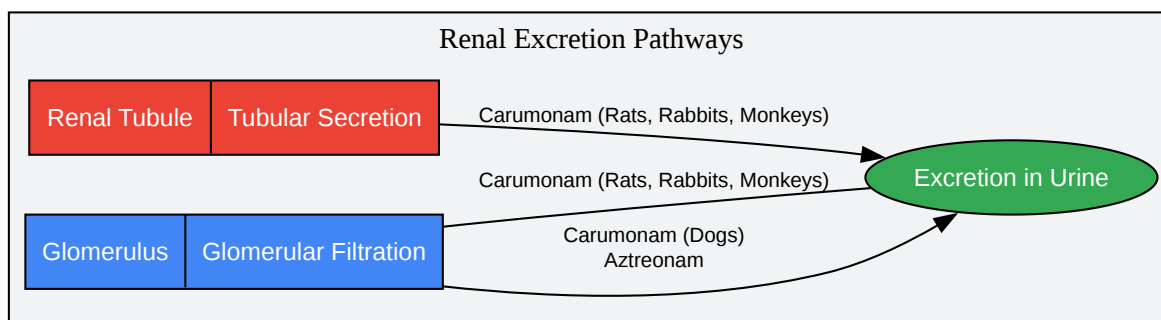 Renal Excretion Pathways
Renal Tubule Tubular Secretion
Carumonam (Rats, Rabbits, Monkeys)
Excretion in Urine
Carumonam (Rats, Rabbits, Monkeys)
Glomerulus Glomerular Filtration
Carumonam (Dogs)
Aztreonam